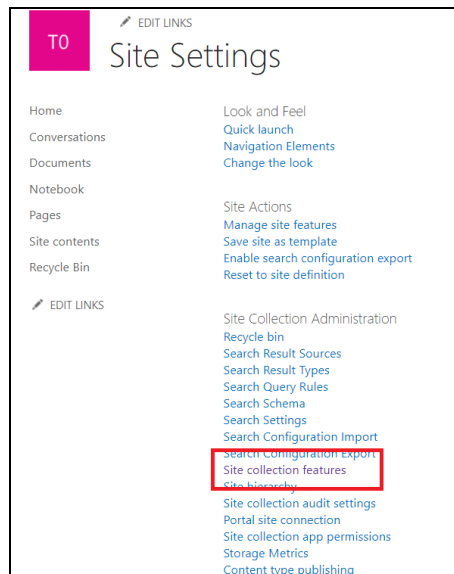 T0
EDIT LINKS
Site Settings
Home
Conversations
Documents
Notebook
Pages
Site contents
Recycle Bin
EDIT LINKS
Look and Feel
Quick launch
Navigation Elements
Change the look
Site Actions
Manage site features
Save site as template
Enable search configuration export
Reset to site definition
Site Collection Administration
Recycle bin
Search Result Sources
Search Result Types
Search Query Rules
Search Schema
Search Settings
Search Configuration Import
Search Configuration Export
Site collection features
Site hierarchy
Site collection audit settings
Portal site connection
Site collection app permissions
Storage Metrics
Content type publishing